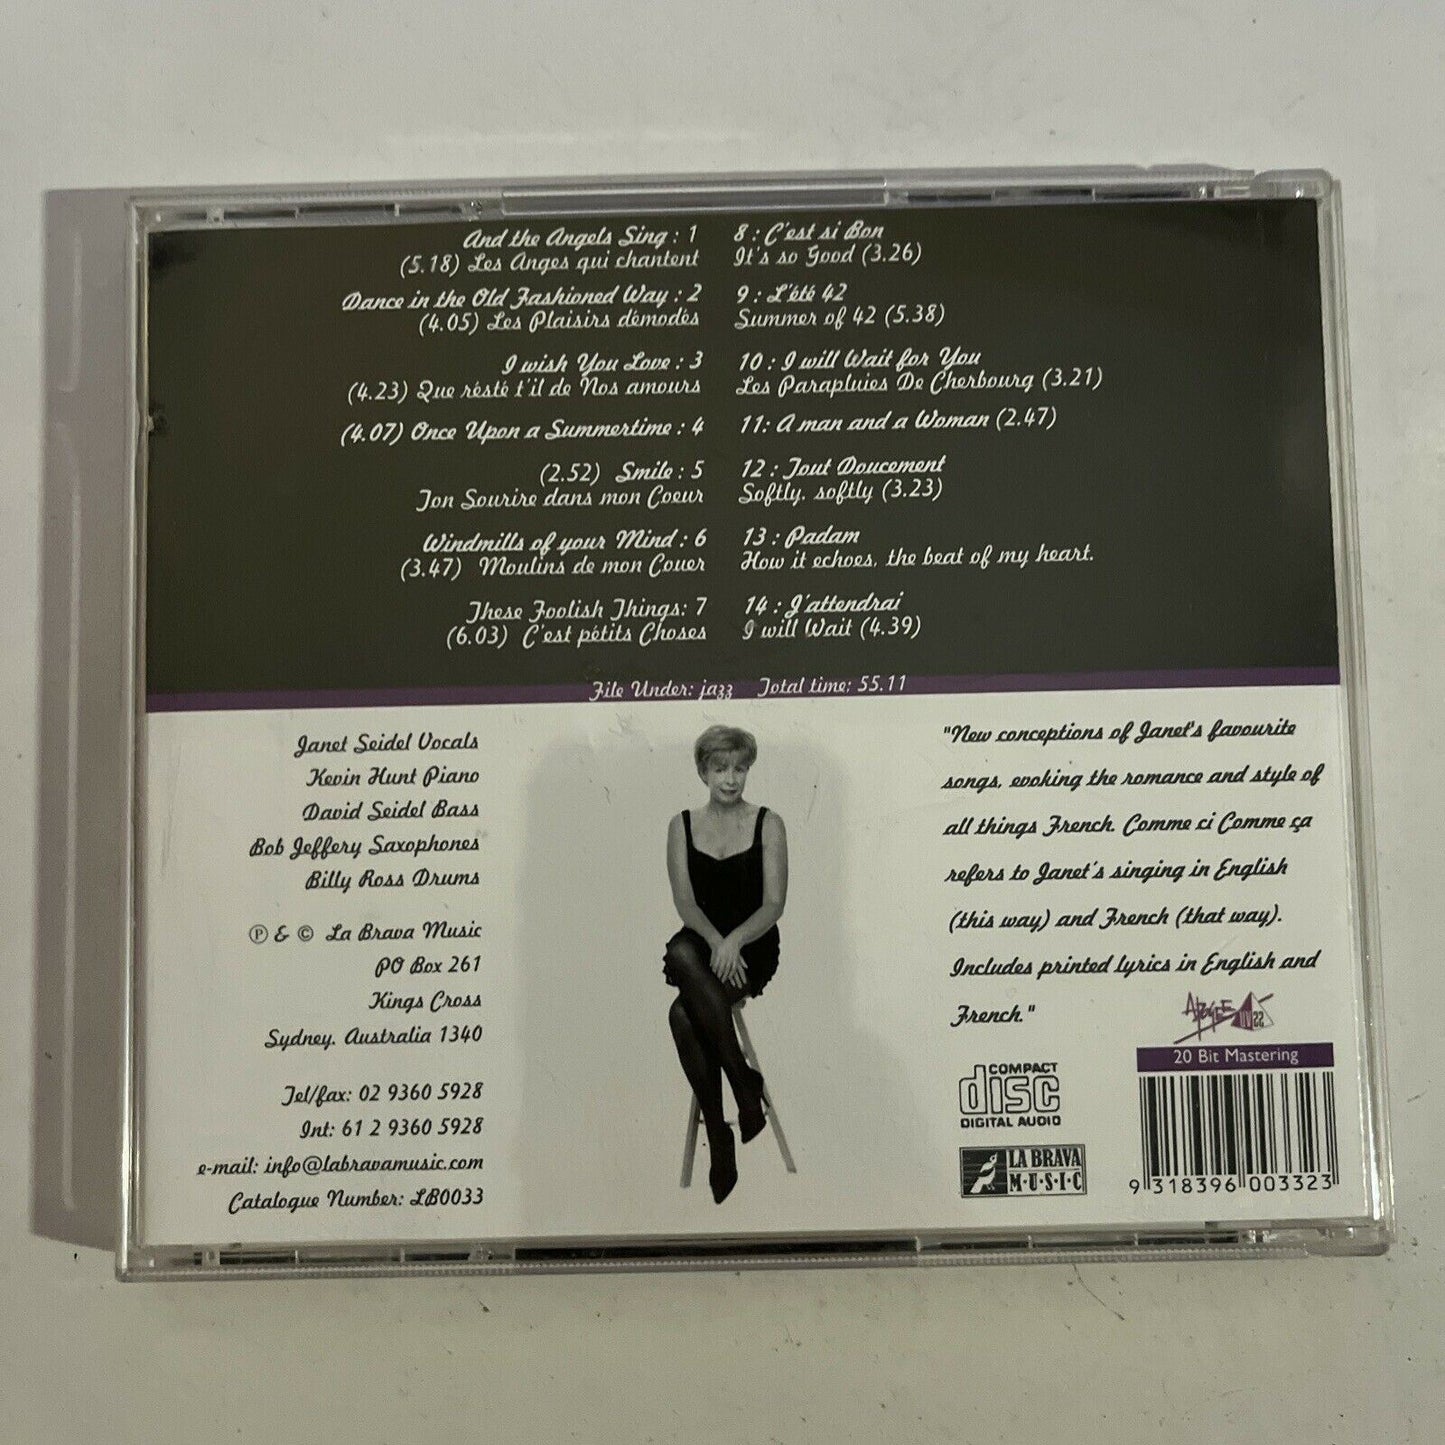 And the Angels Sing : 1
(5.18) Les Anges qui chantent
Dance in the Old Fashioned Way : 2
(4.05) Les Plaisirs démodés
I wish You Love : 3
(4.23) Que résté t'il de Nos amours
(4.07) Once Upon a Summertime : 4
(2.52) Smile : 5
Ton Sourire dans mon Coeur
Windmills of your Mind : 6
(3.47) Moulins de mon Couer
These Foolish Things: 7
(6.03) C'est pétits Choses
8 : C'est si Bon
It's so Good (3.26)
9 : L'été 42
Summer of 42 (5.38)
10 : I will Wait for You
Les Parapluies De Cherbourg (3.21)
11: A man and a Woman (2.47)
12 : Tout Doucement
Softly, softly (3.23)
13 : Padam
How it echoes, the beat of my heart.
14 : J'attendrai
I will Wait (4.39)
File Under: jazz Total time: 55.11
Janet Seidel Vocals
Kevin Hunt Piano
David Seidel Bass
Bob Jeffery Saxophones
Billy Ross Drums
℗ & © La Brava Music
PO Box 261
Kings Cross
Sydney, Australia 1340
Tel/fax: 02 9360 5928
Int: 61 2 9360 5928
e-mail: info@labravamusic.com
Catalogue Number: LB0033
"New conceptions of Janet's favourite
songs, evoking the romance and style of
all things French. Comme ci Comme ça
refers to Janet's singing in English
(this way) and French (that way).
Includes printed lyrics in English and
French."
APOGEE UV22
20 Bit Mastering
COMPACT
disc
DIGITAL AUDIO
LA BRAVA
M·U·S·I·C
9 318396 003323